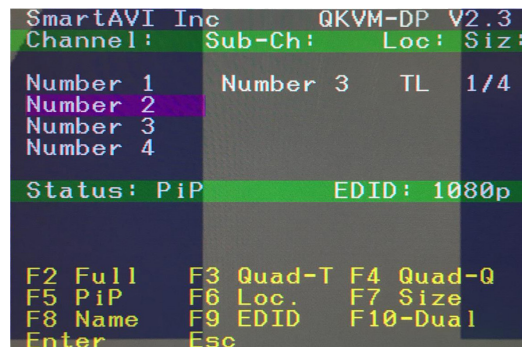 SmartAVI Inc QKVM-DP V2.3
Channel: Sub-Ch: Loc: Siz:
Number 1 Number 3 TL 1/4
Number 2
Number 3
Number 4
Status: PiP EDID: 1080p
F2 Full F3 Quad-T F4 Quad-Q
F5 PiP F6 Loc. F7 Size
F8 Name F9 EDID F10-Dual
Enter Esc